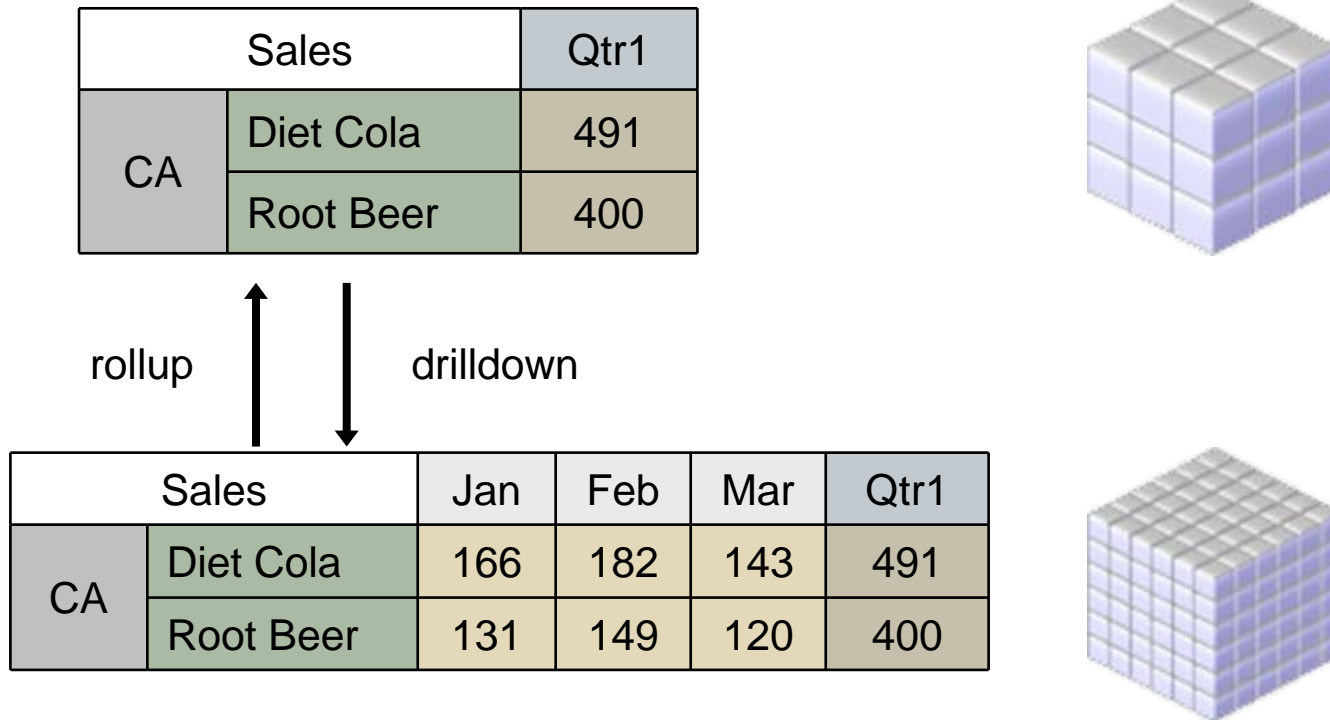 Sales Qtr1
CA Diet Cola 491
Root Beer 400
rollup drilldown
Sales Jan Feb Mar Qtr1
CA Diet Cola 166 182 143 491
Root Beer 131 149 120 400